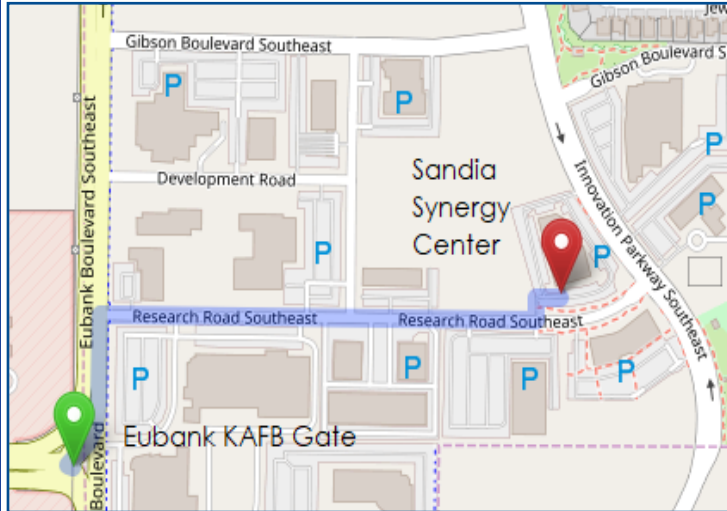 Jew
Gibson Boulevard Southeast
Gibson Boulevard S
P
P
P
Eubank Boulevard Southeast
Development Road
Sandia
Synergy
Center
Innovation Parkway Southeast
P
P
P
Research Road Southeast
Research Road Southeast
P
P
P
P
Eubank KAFB Gate
Boulevard